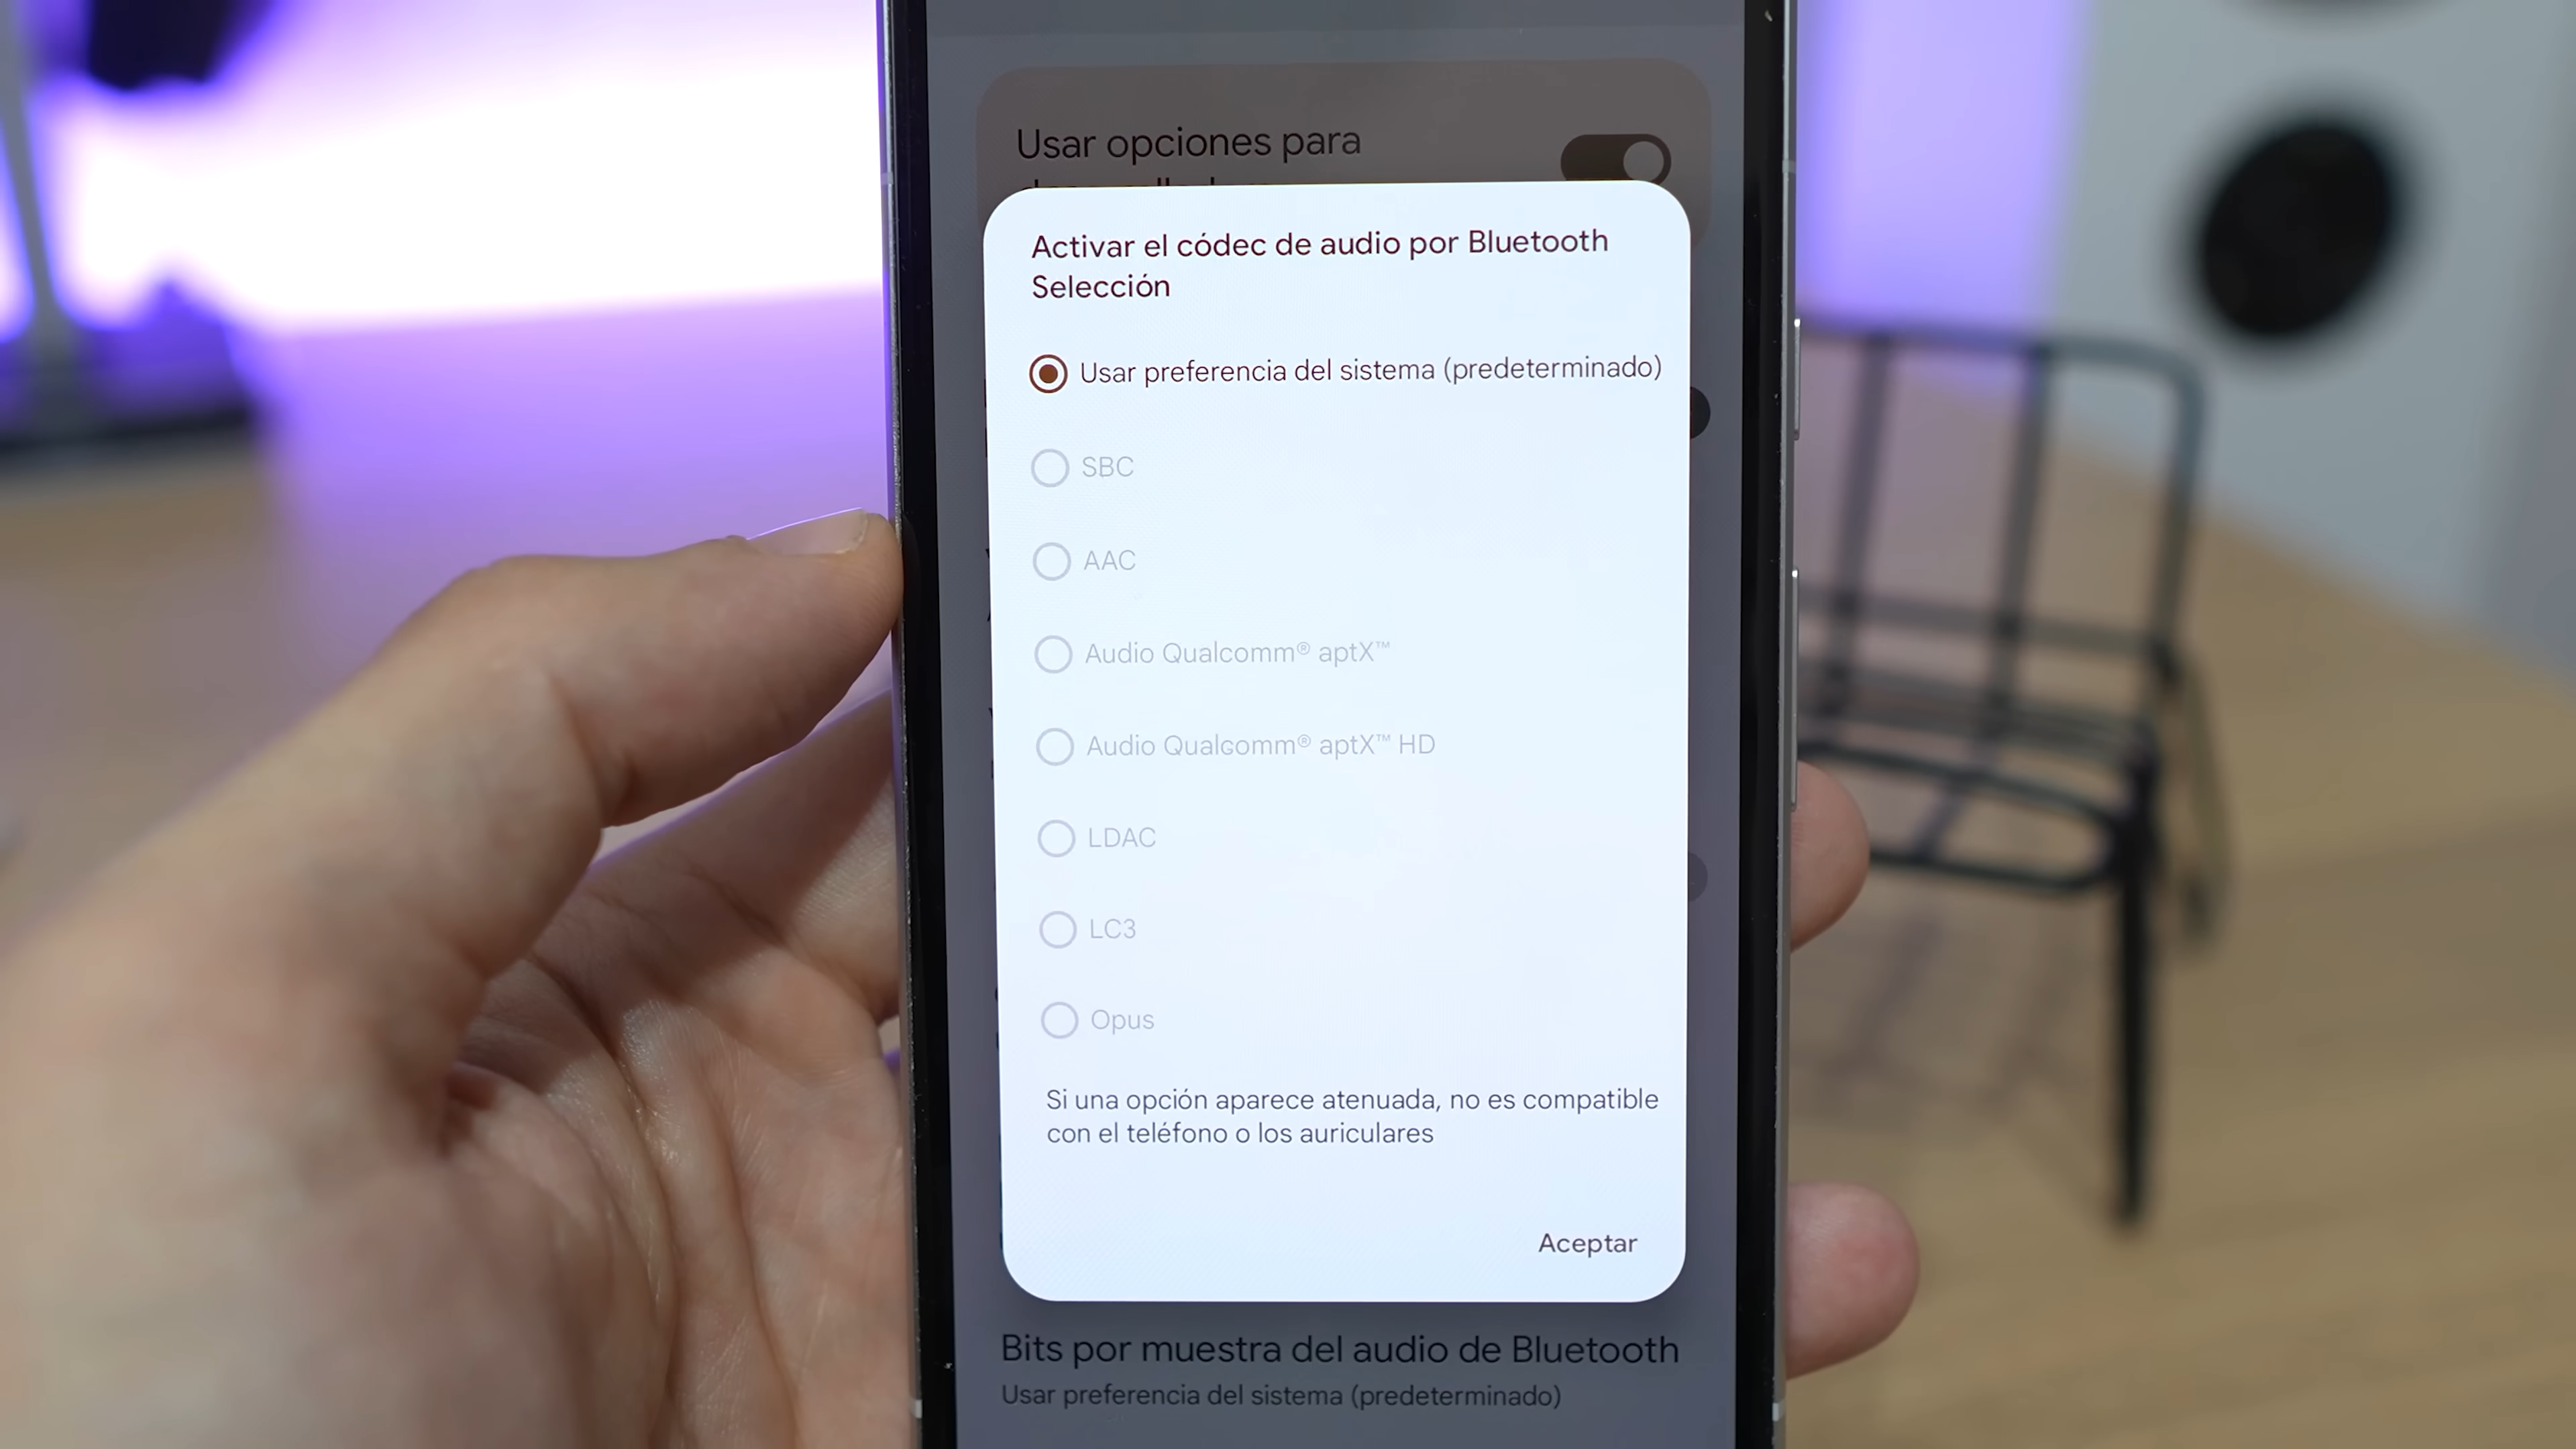 Usar opciones para
Activar el códec de audio por Bluetooth
Selección
Usar preferencia del sistema (predeterminado)
SBC
AAC
Audio Qualcomm® aptX™
Audio Qualcomm® aptX™ HD
LDAC
LC3
Opus
Si una opción aparece atenuada, no es compatible
con el teléfono o los auriculares
Aceptar
Bits por muestra del audio de Bluetooth
Usar preferencia del sistema (predeterminado)